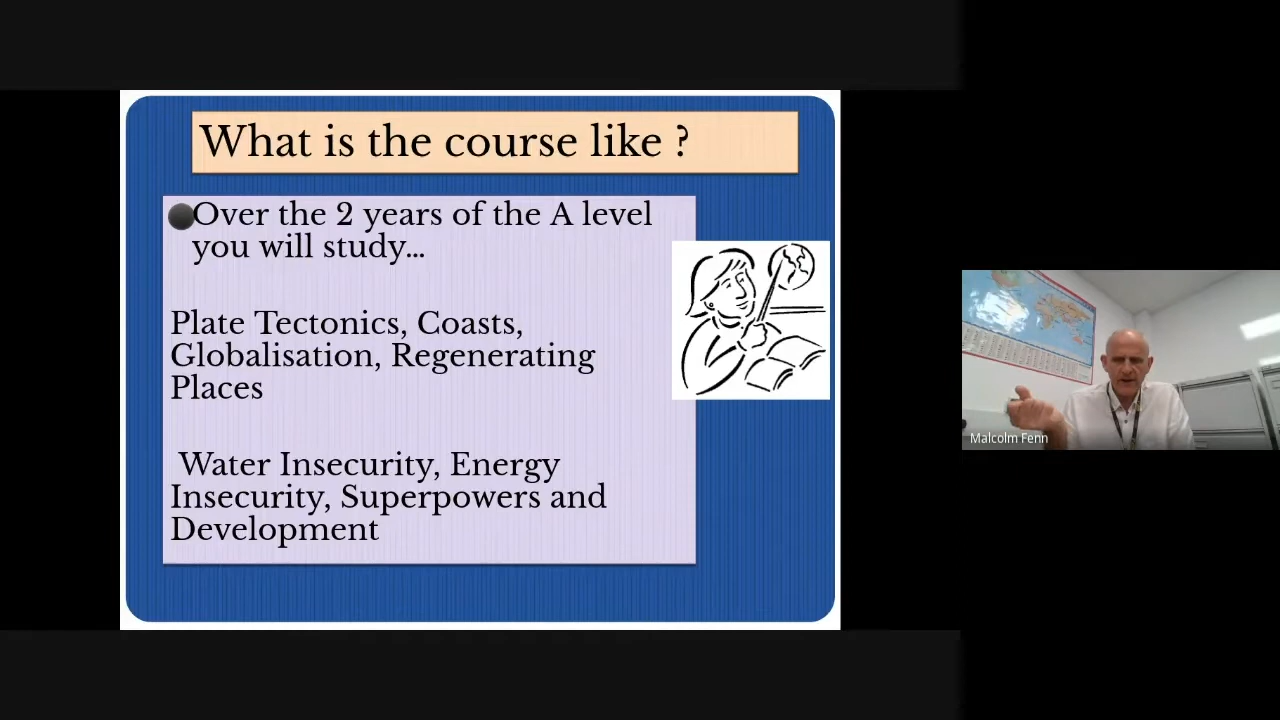 What is the course like ?
Over the 2 years of the A level
you will study...
Plate Tectonics, Coasts,
Globalisation, Regenerating
Places
Water Insecurity, Energy
Insecurity, Superpowers and
Development
Malcolm Fenn